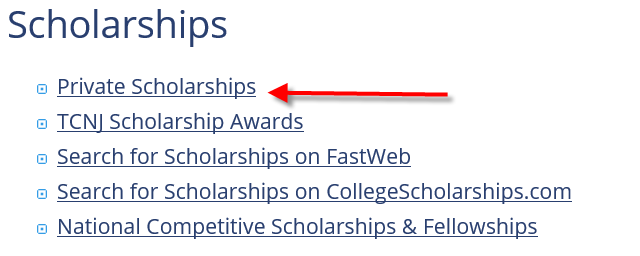 Scholarships
Private Scholarships
TCNJ Scholarship Awards
Search for Scholarships on FastWeb
Search for Scholarships on CollegeScholarships.com
National Competitive Scholarships & Fellowships